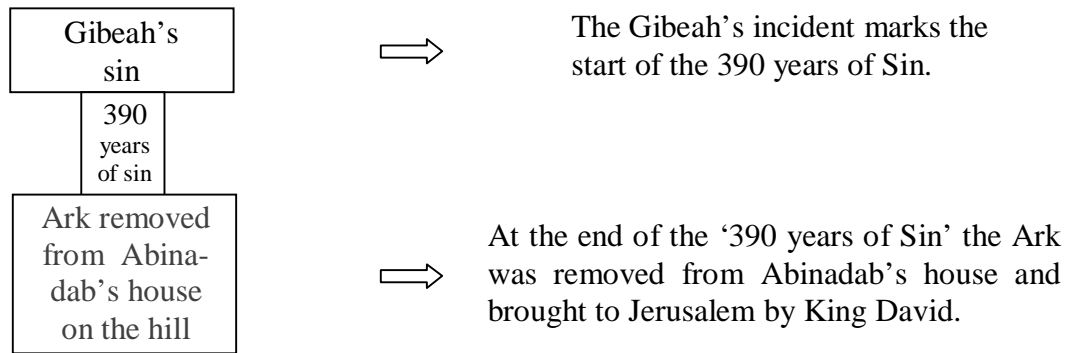 Gibeah’s
sin
The Gibeah’s incident marks the
start of the 390 years of Sin.
390
years
of sin
Ark removed
from Abina-
dab’s house
on the hill
At the end of the ‘390 years of Sin’ the Ark
was removed from Abinadab’s house and
brought to Jerusalem by King David.